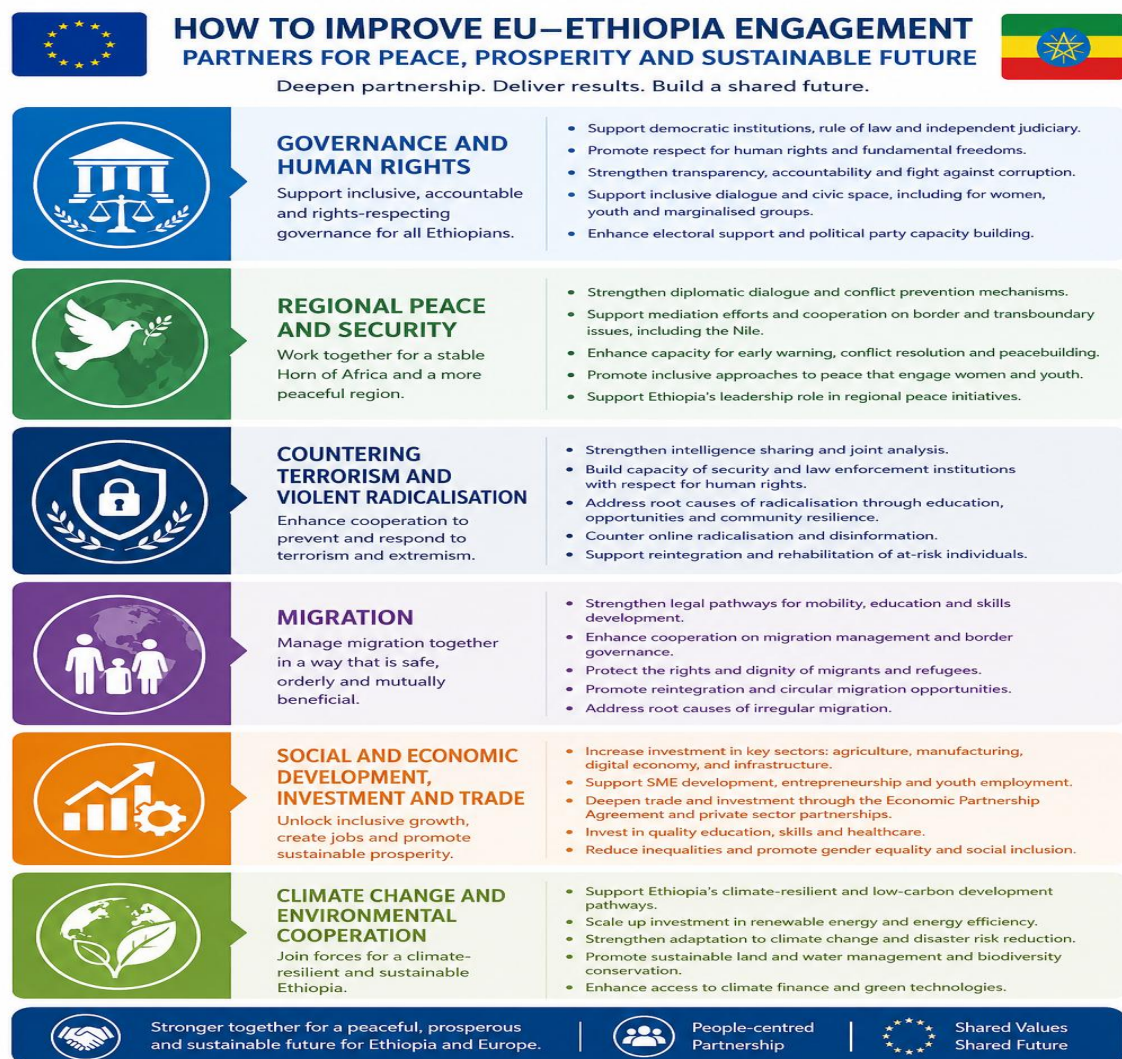 HOW TO IMPROVE EU–ETHIOPIA ENGAGEMENT
PARTNERS FOR PEACE, PROSPERITY AND SUSTAINABLE FUTURE
Deepen partnership. Deliver results. Build a shared future.
GOVERNANCE AND
HUMAN RIGHTS
Support inclusive, accountable
and rights-respecting
governance for all Ethiopians.
• Support democratic institutions, rule of law and independent judiciary.
• Promote respect for human rights and fundamental freedoms.
• Strengthen transparency, accountability and fight against corruption.
• Support inclusive dialogue and civic space, including for women,
youth and marginalised groups.
• Enhance electoral support and political party capacity building.
REGIONAL PEACE
AND SECURITY
Work together for a stable
Horn of Africa and a more
peaceful region.
• Strengthen diplomatic dialogue and conflict prevention mechanisms.
• Support mediation efforts and cooperation on border and transboundary
issues, including the Nile.
• Enhance capacity for early warning, conflict resolution and peacebuilding.
• Promote inclusive approaches to peace that engage women and youth.
• Support Ethiopia's leadership role in regional peace initiatives.
COUNTERING
TERRORISM AND
VIOLENT RADICALISATION
Enhance cooperation to
prevent and respond to
terrorism and extremism.
• Strengthen intelligence sharing and joint analysis.
• Build capacity of security and law enforcement institutions
with respect for human rights.
• Address root causes of radicalisation through education,
opportunities and community resilience.
• Counter online radicalisation and disinformation.
• Support reintegration and rehabilitation of at-risk individuals.
MIGRATION
Manage migration together
in a way that is safe,
orderly and mutually
beneficial.
• Strengthen legal pathways for mobility, education and skills
development.
• Enhance cooperation on migration management and border
governance.
• Protect the rights and dignity of migrants and refugees.
• Promote reintegration and circular migration opportunities.
• Address root causes of irregular migration.
SOCIAL AND ECONOMIC
DEVELOPMENT,
INVESTMENT AND TRADE
Unlock inclusive growth,
create jobs and promote
sustainable prosperity.
• Increase investment in key sectors: agriculture, manufacturing,
digital economy, and infrastructure.
• Support SME development, entrepreneurship and youth employment.
• Deepen trade and investment through the Economic Partnership
Agreement and private sector partnerships.
• Invest in quality education, skills and healthcare.
• Reduce inequalities and promote gender equality and social inclusion.
CLIMATE CHANGE AND
ENVIRONMENTAL
COOPERATION
Join forces for a climate-
resilient and sustainable
Ethiopia.
• Support Ethiopia's climate-resilient and low-carbon development
pathways.
• Scale up investment in renewable energy and energy efficiency.
• Strengthen adaptation to climate change and disaster risk reduction.
• Promote sustainable land and water management and biodiversity
conservation.
• Enhance access to climate finance and green technologies.
Stronger together for a peaceful, prosperous
and sustainable future for Ethiopia and Europe.
People-centred
Partnership
Shared Values
Shared Future